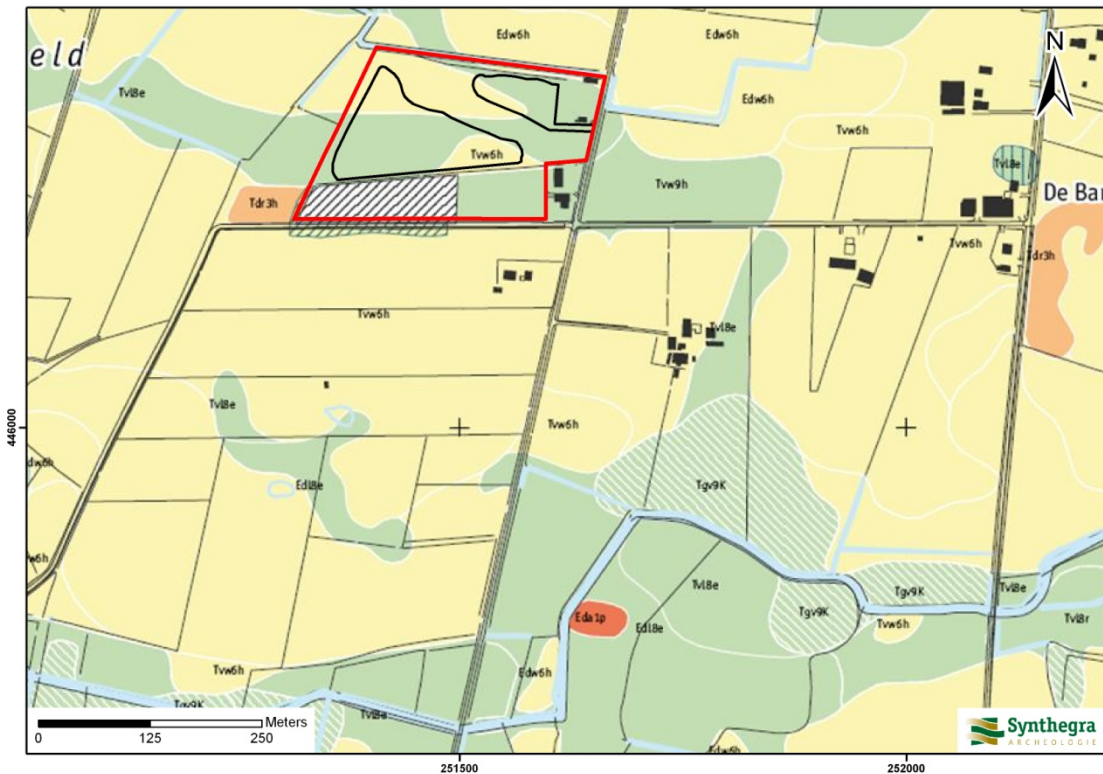 Edw6h
Edw6h
eld
N
Tvl8e
Edw6h
Tvw6h
Tvw6h
Tvl8e
Tvw9h
Tdr3h
De Bar
Tvw6h
Tdr3h
Tvw6h
Tvl8e
Tvl8e
Tvw6h
446000
Edl8e
Tgv9K
w6h
Tvl8e
Tgv9K
Tvl8e
Eda1p
Edl8e
Tgv9K
Tvw6h
Tvl8r
Tvw6h
Edw6h
Tgv9K
Tvl8e
Edw6h
Meters
0 125 250
Synthegra
ARCHEOLOGIE
251500 252000